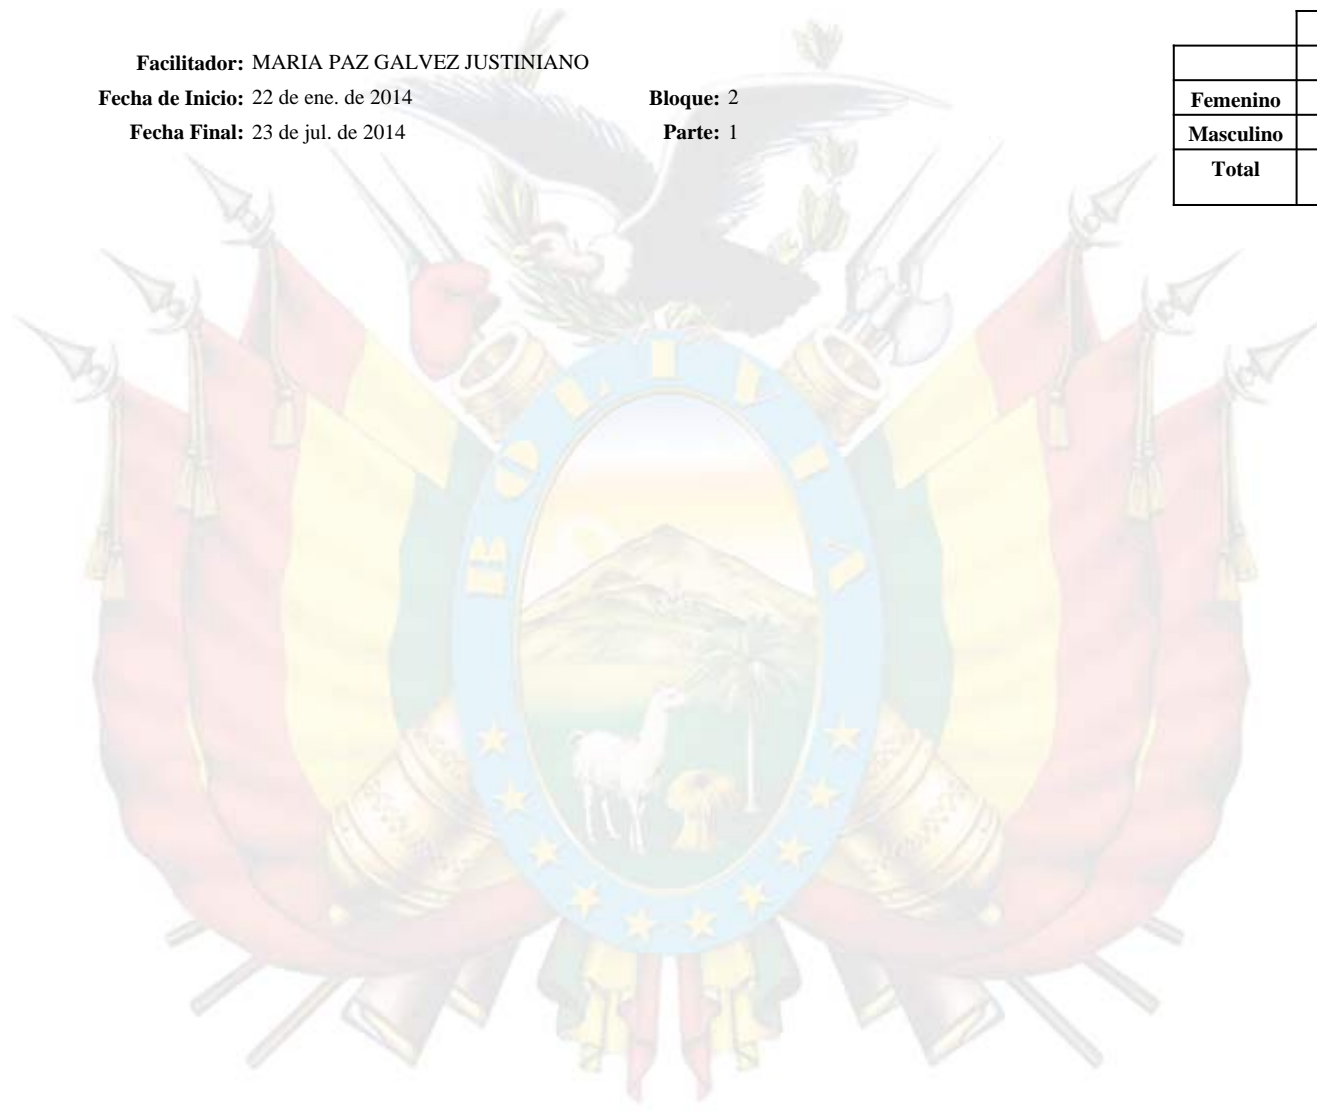 Facilitador: MARIA PAZ GALVEZ JUSTINIANO
Fecha de Inicio: 22 de ene. de 2014 Bloque: 2
Fecha Final: 23 de jul. de 2014 Parte: 1
Femenino
Masculino
Total
BOLIVIA